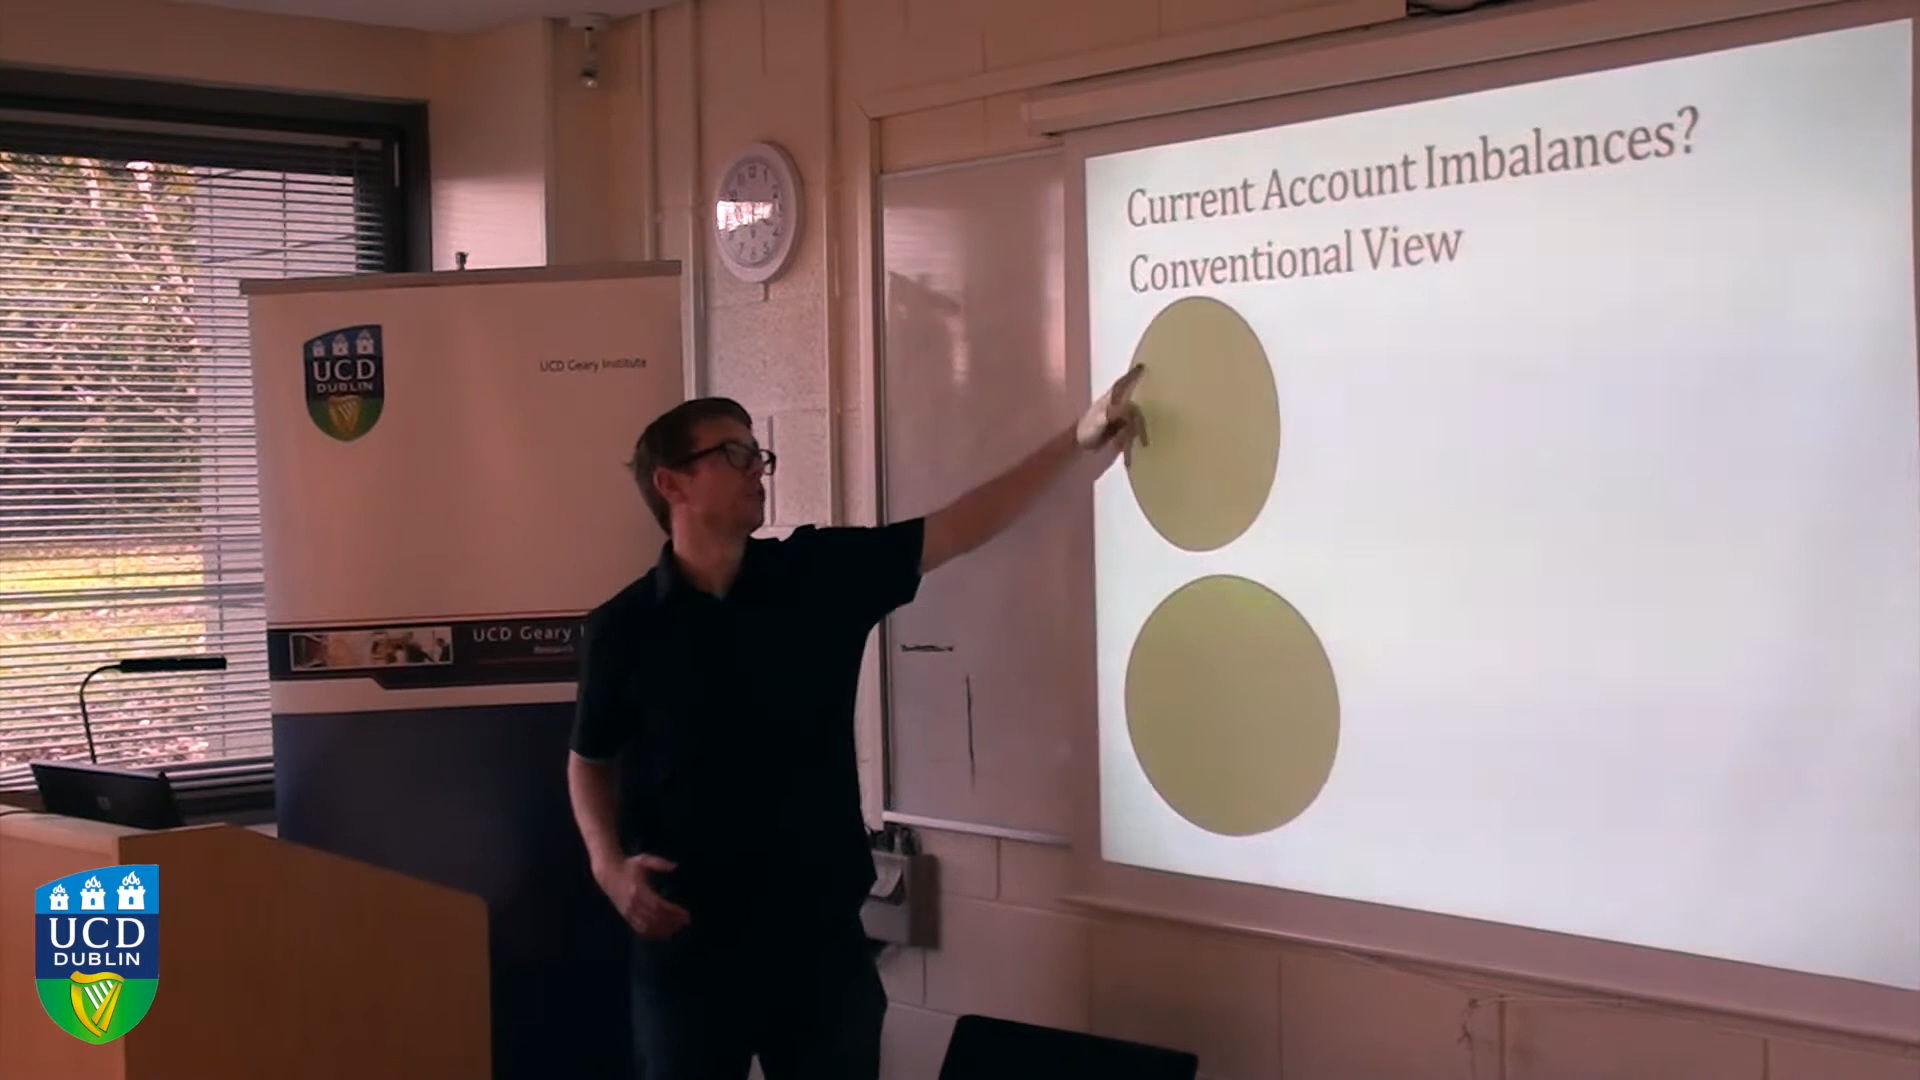 Current Account Imbalances?
Conventional View
UCD
DUBLIN
UCD Geary Institute
UCD Geary
UCD
DUBLIN